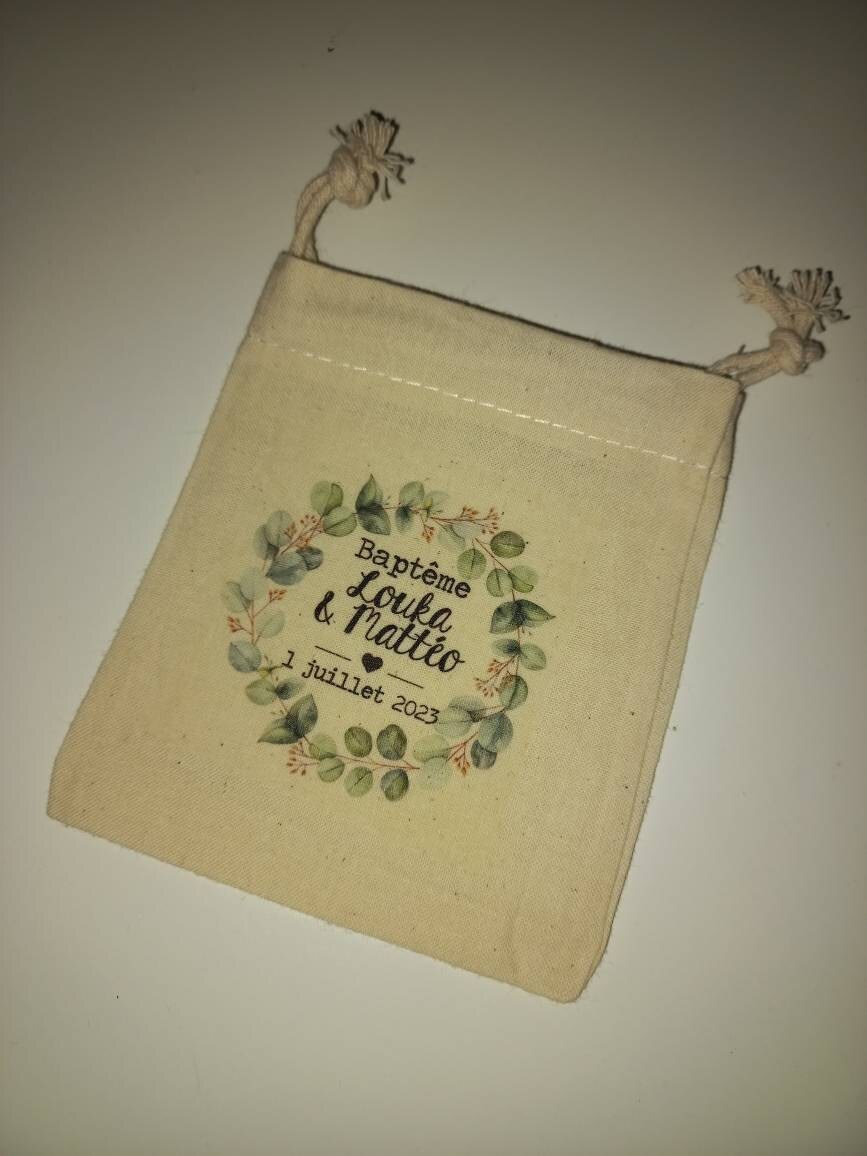 Baptême
Louka
& Mattéo
1 juillet 2023